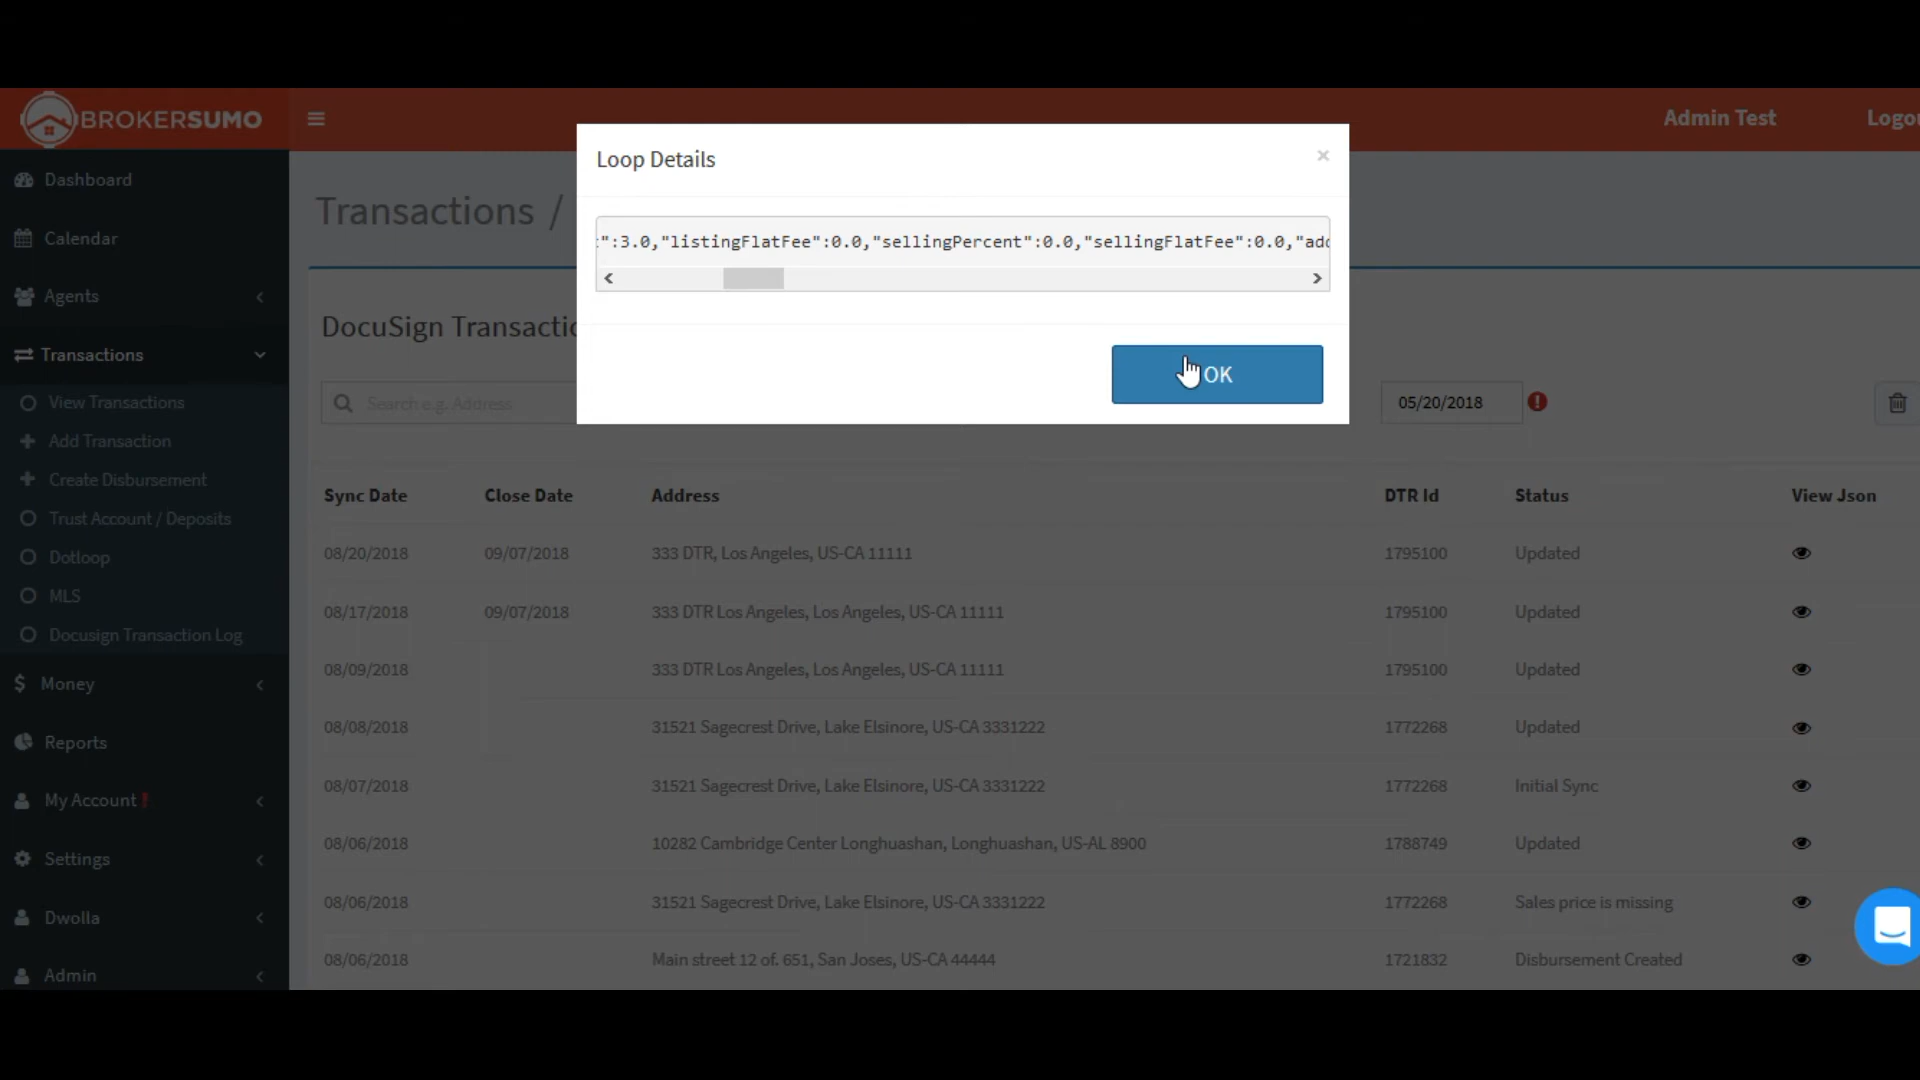 BROKERSUMO
Admin Test
Logou
Dashboard
Calendar
Agents
Transactions
View Transactions
Add Transaction
Create Disbursement
Trust Account / Deposits
Dotloop
MLS
Docusign Transaction Log
Money
Reports
My Account
Settings
Dwolla
Admin
Transactions /
Loop Details
×
:":3.0,"listingFlatFee":0.0,"sellingPercent":0.0,"sellingFlatFee":0.0,"add
OK
DocuSign Transactio
Search e.g. Address
05/20/2018
Sync Date Close Date Address DTR Id Status View Json
08/20/2018 09/07/2018 333 DTR, Los Angeles, US-CA 11111 1795100 Updated
08/17/2018 09/07/2018 333 DTR Los Angeles, Los Angeles, US-CA 11111 1795100 Updated
08/09/2018 333 DTR Los Angeles, Los Angeles, US-CA 11111 1795100 Updated
08/08/2018 31521 Sagecrest Drive, Lake Elsinore, US-CA 3331222 1772268 Updated
08/07/2018 31521 Sagecrest Drive, Lake Elsinore, US-CA 3331222 1772268 Initial Sync
08/06/2018 10282 Cambridge Center Longhuashan, Longhuashan, US-AL 8900 1788749 Updated
08/06/2018 31521 Sagecrest Drive, Lake Elsinore, US-CA 3331222 1772268 Sales price is missing
08/06/2018 Main street 12 of. 651, San Joses, US-CA 44444 1721832 Disbursement Created